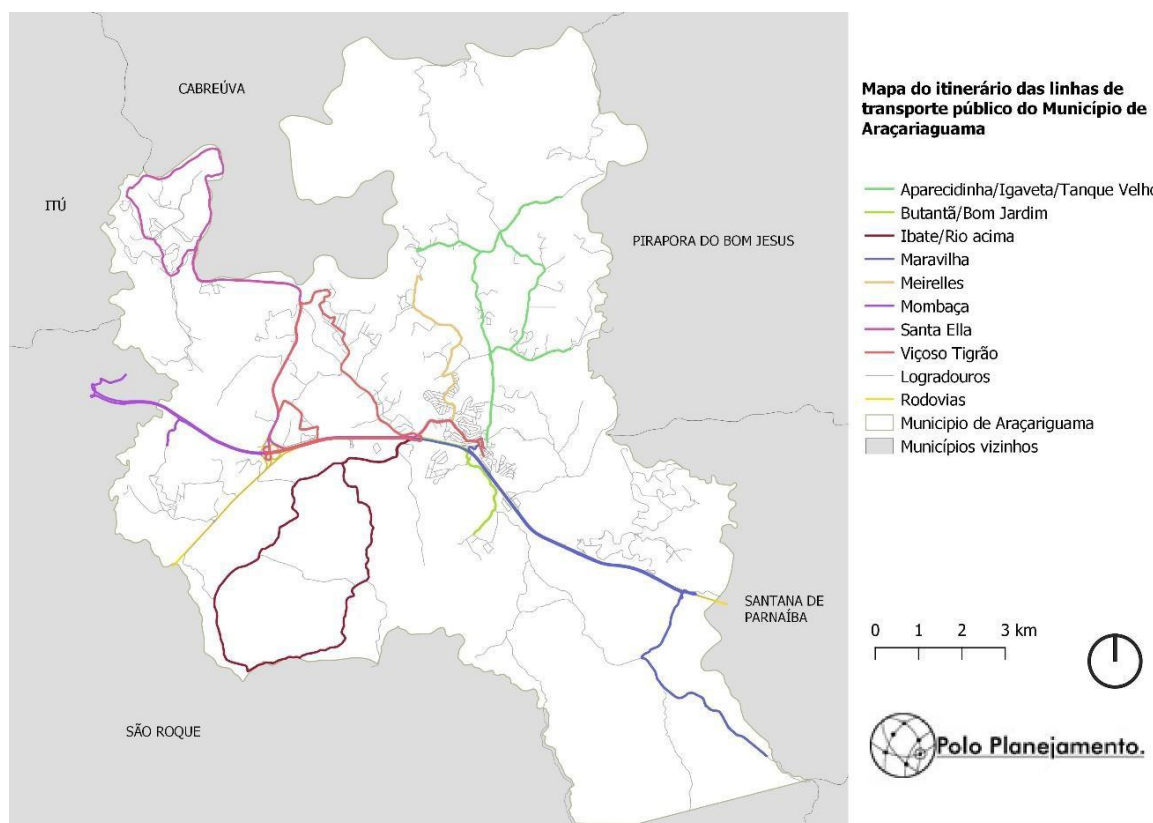 CABREÚVA
ITÚ
PIRAPORA DO BOM JESUS
SANTANA DE
PARNAÍBA
SÃO ROQUE
Mapa do itinerário das linhas de
transporte público do Município de
Araçariaguama
Aparecidinha/Igaveta/Tanque Velho
Butantã/Bom Jardim
Ibate/Rio acima
Maravilha
Meirelles
Mombaça
Santa Ella
Viçoso Tigrão
Logradouros
Rodovias
Municipio de Araçariguama
Municípios vizinhos
0 1 2 3 km
Polo Planejamento.